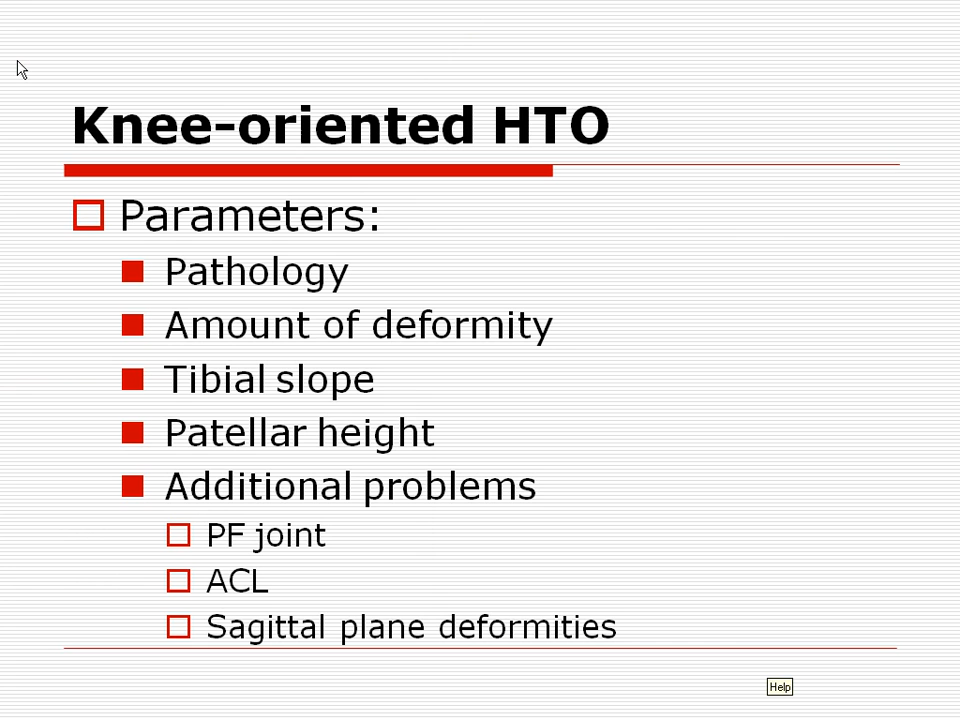 Knee-oriented HTO
Parameters:
Pathology
Amount of deformity
Tibial slope
Patellar height
Additional problems
PF joint
ACL
Sagittal plane deformities
Help